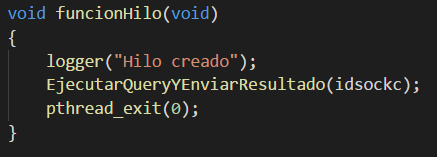 void funcionHilo(void)
{
    logger("Hilo creado");
    EjecutarQueryYEnviarResultado(idsockc);
    pthread_exit(0);
}